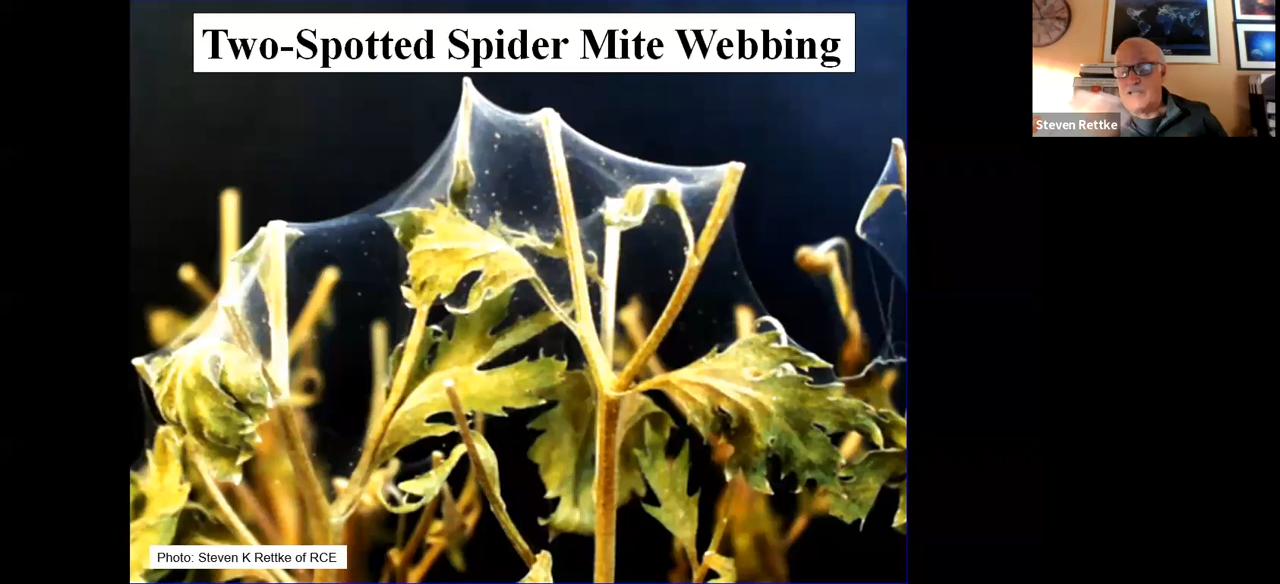 Two-Spotted Spider Mite Webbing
Steven Rettke
Photo: Steven K Rettke of RCE